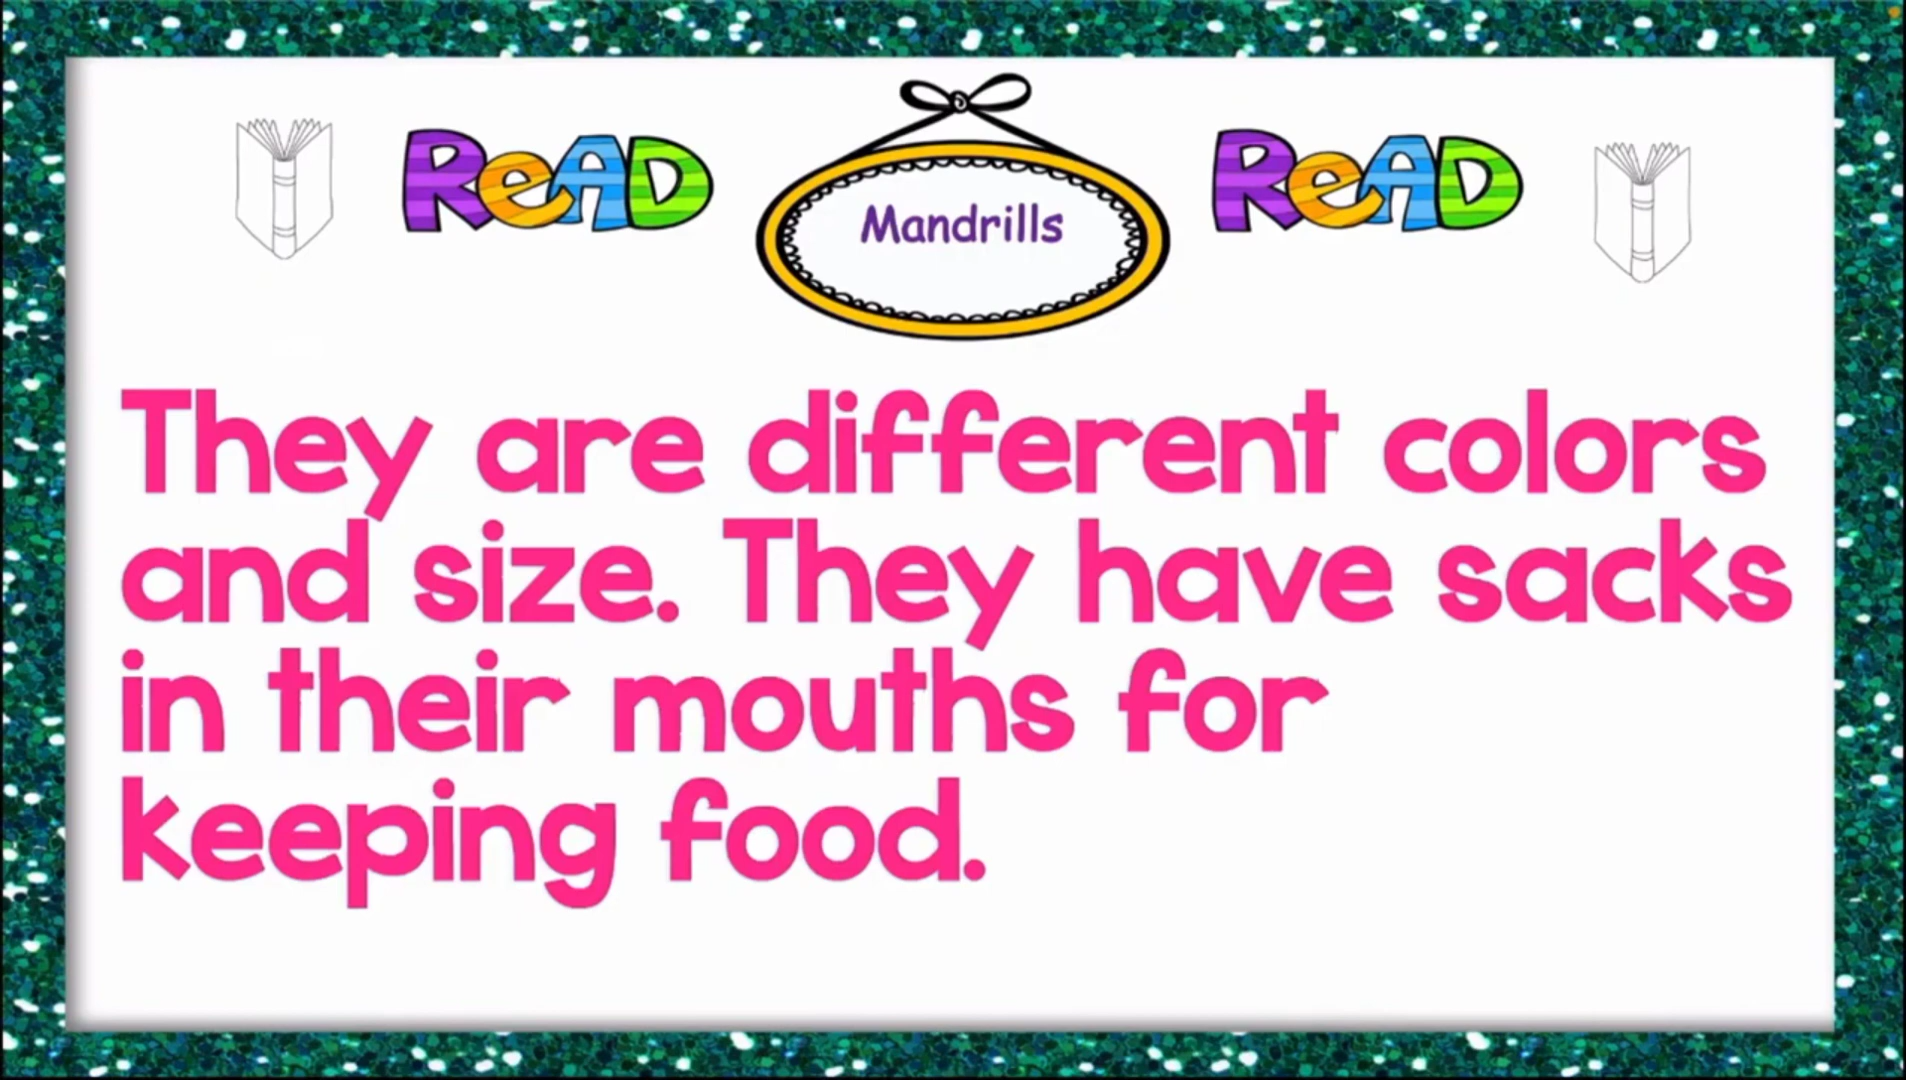 READ Mandrills READ
They are different colors
and size. They have sacks
in their mouths for
keeping food.